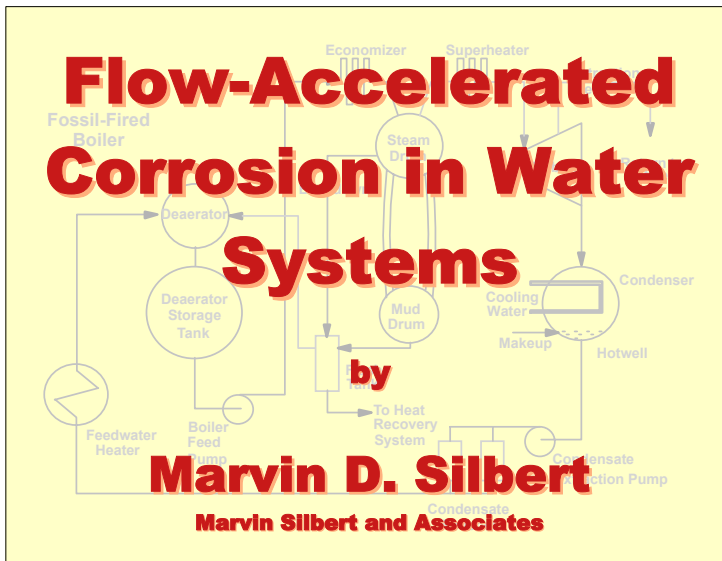 Flow-Accelerated
Corrosion in Water
Systems
by
Marvin D. Silbert
Marvin Silbert and Associates
Economizer
Superheater
Fossil-Fired
Boiler
Steam
Deaerator
Deaerator
Storage
Tank
Mud
Drum
Condenser
Cooling
Water
Makeup
Hotwell
To Heat
Recovery
System
Feedwater
Heater
Boiler
Feed
Pump
Condensate
Pump
Condensate